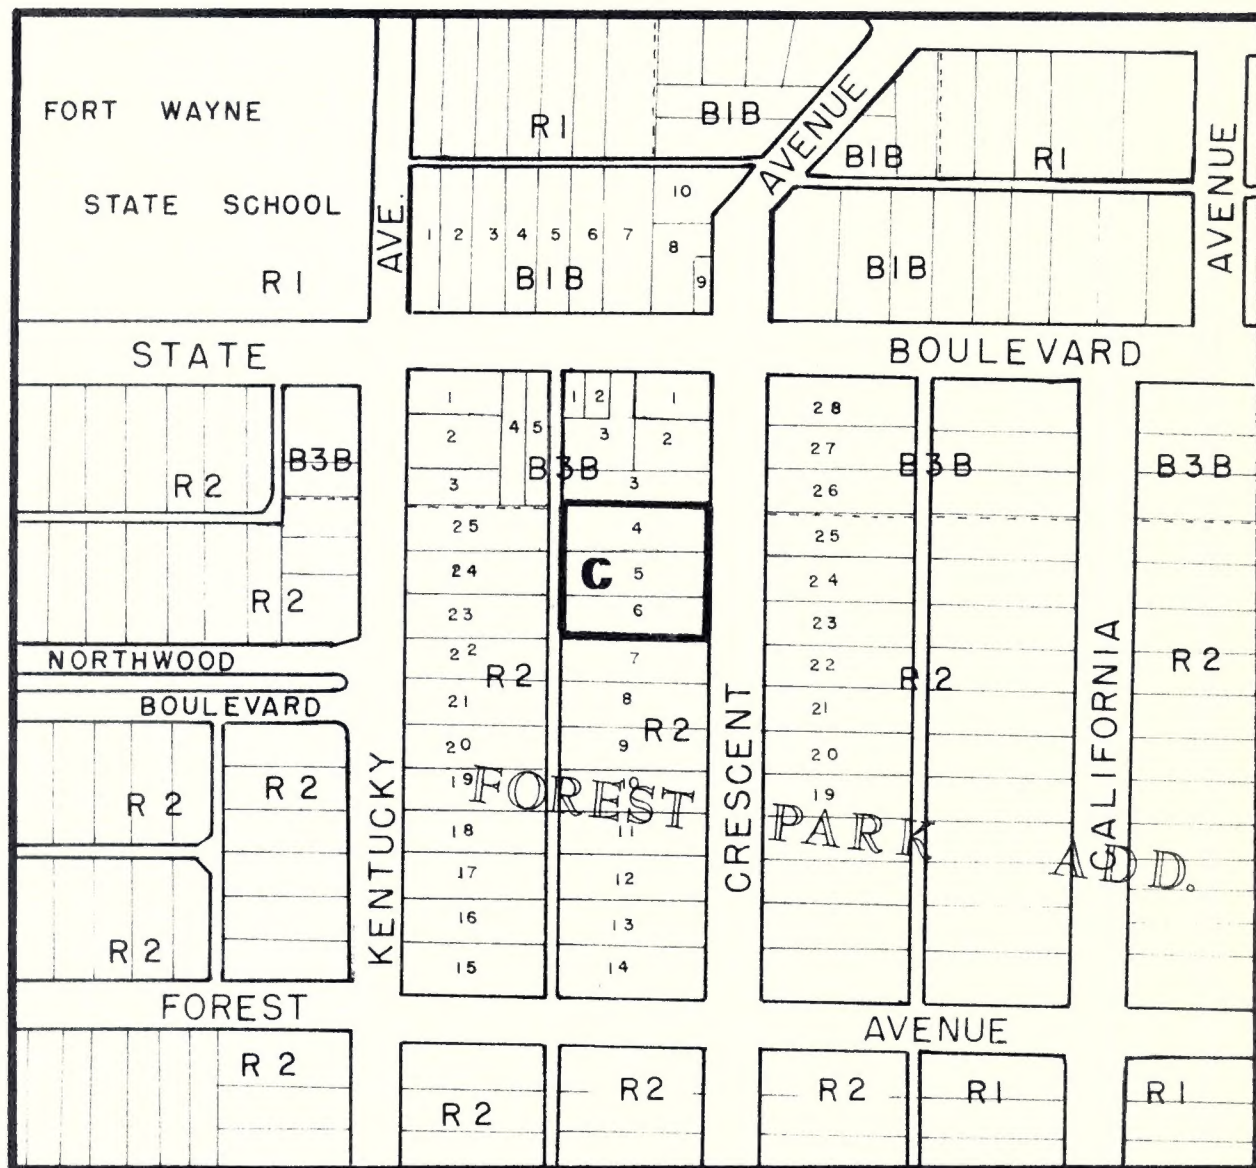 FORT WAYNE
STATE SCHOOL
R1
AVE.
R1
B1B
AVENUE
B1B
R1
AVENUE
1 2 3 4 5 6 7
10
8
9
B1B
B1B
STATE
BOULEVARD
R2
B3B
R2
NORTHWOOD
BOULEVARD
R2
R2
R2
KENTUCKY
1
2
3
4 5
25
24
23
22
21
20
19
18
17
16
15
R2
B3B
1 2
3
1
2
3
4
C 5
6
7
8
R2
9
10
11
12
13
14
CRESCENT
28
27
26
25
24
23
22
21
20
19
B3B
R2
CALIFORNIA
B3B
R2
FOREST PARK ADD.
FOREST
AVENUE
R2
R2
R2
R2
R1
R1